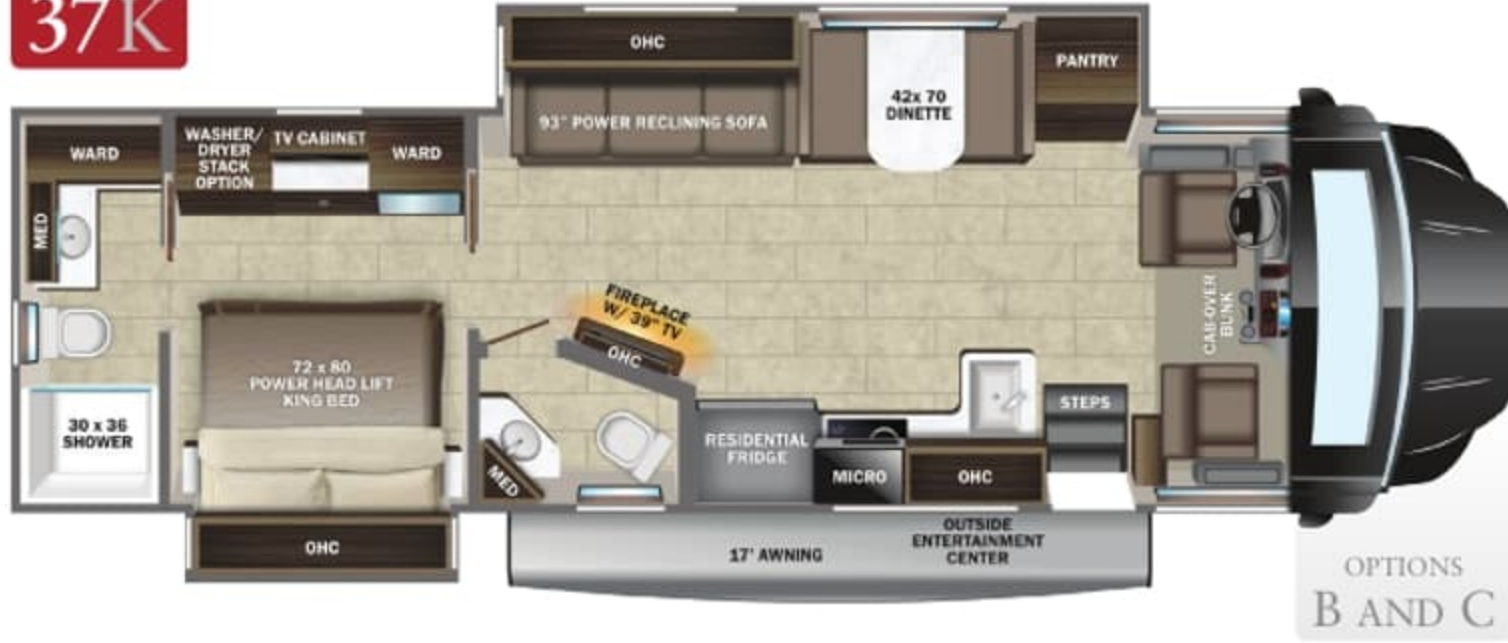 37K
OHC
PANTRY
42x 70
DINETTE
93" POWER RECLINING SOFA
WARD
WASHER/
DRYER
STACK
OPTION
TV CABINET
WARD
MED
FIREPLACE
W/ 39" TV
OHC
CAB-OVER
BUNK
72 x 80
POWER HEAD LIFT
KING BED
30 x 36
SHOWER
STEPS
RESIDENTIAL
FRIDGE
MED
MICRO
OHC
OHC
17' AWNING
OUTSIDE
ENTERTAINMENT
CENTER
OPTIONS
B AND C